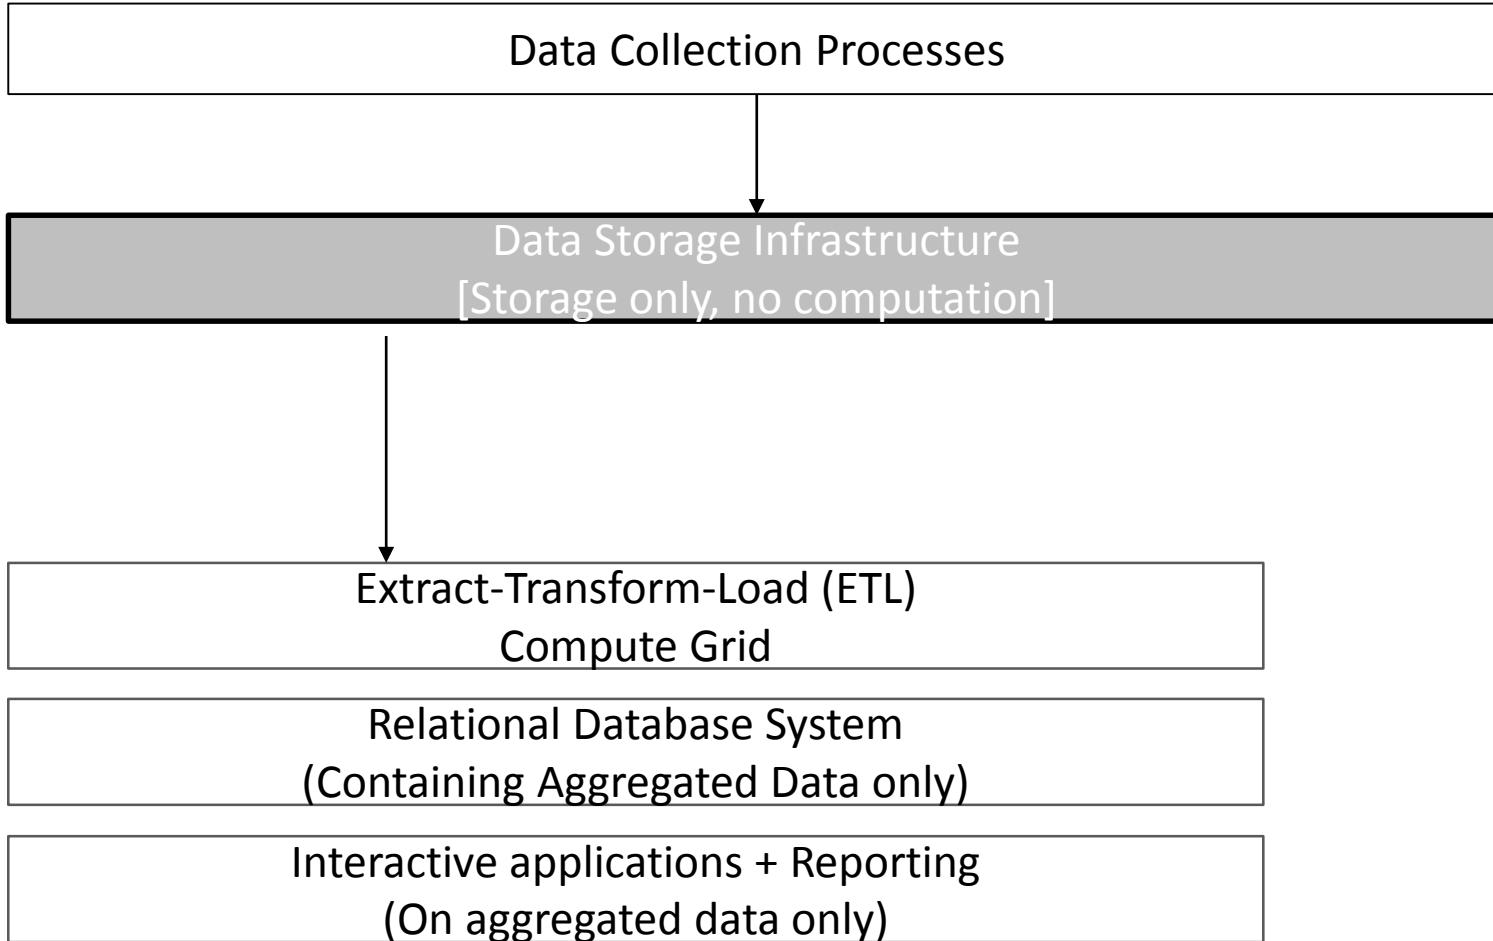 Data Collection Processes
Data Storage Infrastructure
[Storage only, no computation]
Extract-Transform-Load (ETL)
Compute Grid
Relational Database System
(Containing Aggregated Data only)
Interactive applications + Reporting
(On aggregated data only)